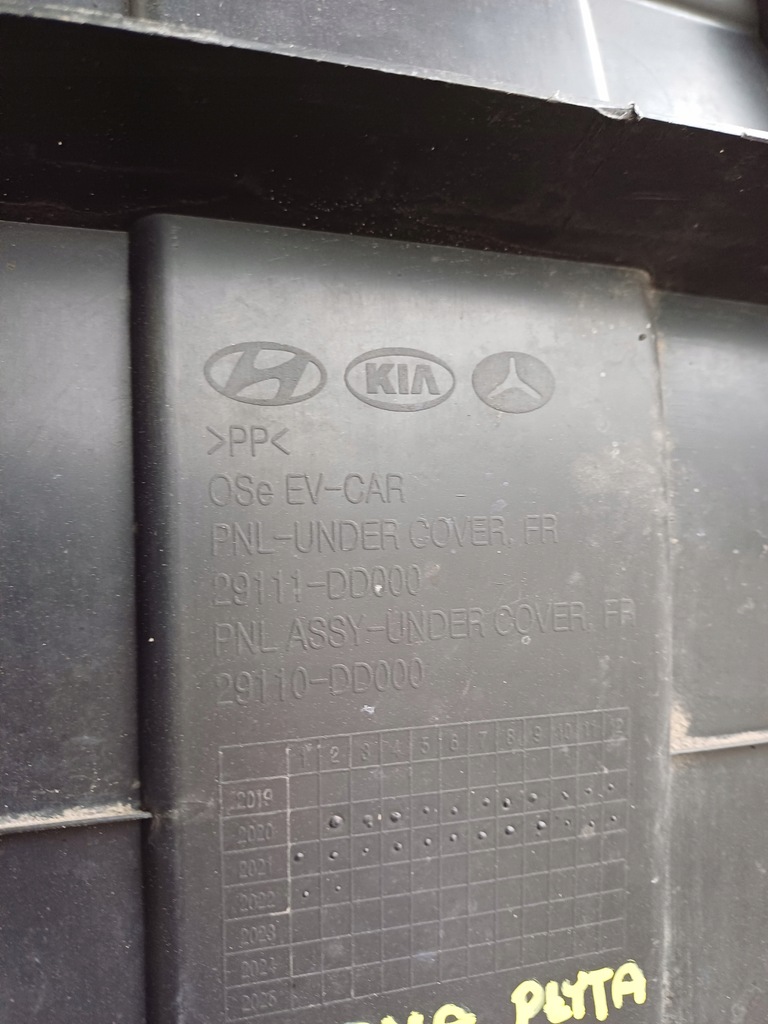 KIA
>PP<
OSe EV-CAR
PNL-UNDER COVER, FR
29111-DD000
PNL ASSY-UNDER COVER, FR
29110-DD000
1 2 3 4 5 6 7 8 9 10 11 12
2019
2020
2021
2022
2023
2024
2025
PŁYTA